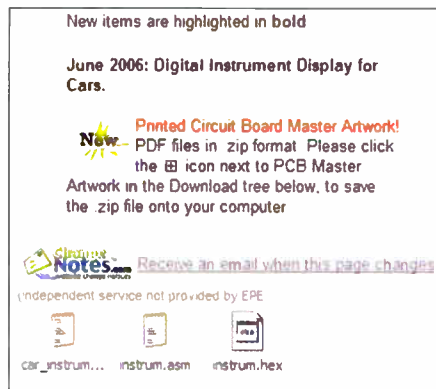 New items are highlighted in bold
June 2006: Digital Instrument Display for
Cars.
New Printed Circuit Board Master Artwork!
PDF files in .zip format Please click
the ⊞ icon next to PCB Master
Artwork in the Download tree below, to save
the .zip file onto your computer
Notes Receive an email when this page changes
independent service not provided by EPE
car_instrum... instrum.asm instrum.hex